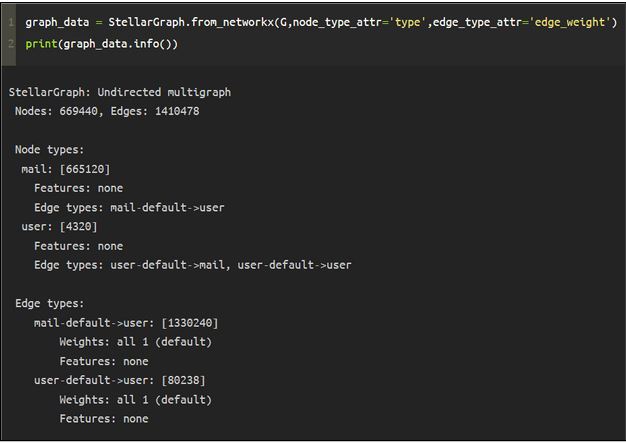 1 graph_data = StellarGraph.from_networkx(G,node_type_attr='type',edge_type_attr='edge_weight')
2 print(graph_data.info())
StellarGraph: Undirected multigraph
Nodes: 669440, Edges: 1410478
Node types:
mail: [665120]
Features: none
Edge types: mail-default->user
user: [4320]
Features: none
Edge types: user-default->mail, user-default->user
Edge types:
mail-default->user: [1330240]
Weights: all 1 (default)
Features: none
user-default->user: [80238]
Weights: all 1 (default)
Features: none